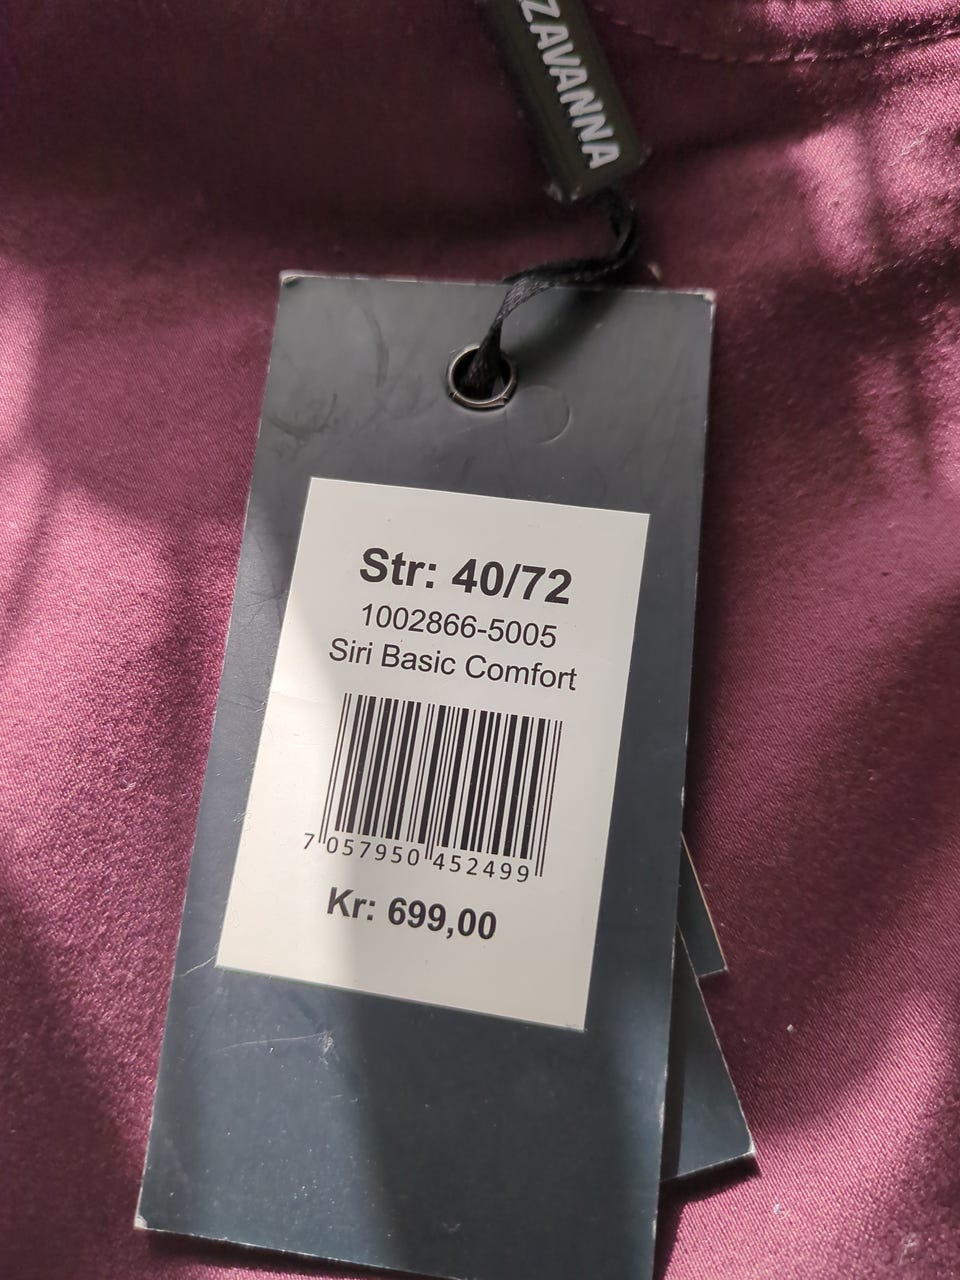 ZAVANNA
Str: 40/72
1002866-5005
Siri Basic Comfort
7 057950 452499
Kr: 699,00